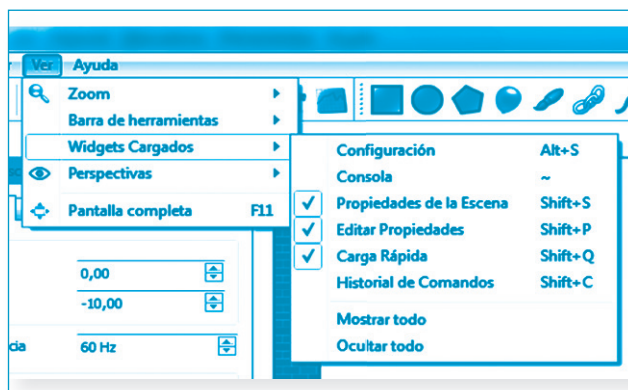 Ver Ayuda
Zoom
Barra de herramientas
Widgets Cargados
Perspectivas
Pantalla completa F11
Configuración Alt+S
Consola ~
Propiedades de la Escena Shift+S
Editar Propiedades Shift+P
Carga Rápida Shift+Q
Historial de Comandos Shift+C
Mostrar todo
Ocultar todo
0,00
-10,00
cia 60 Hz